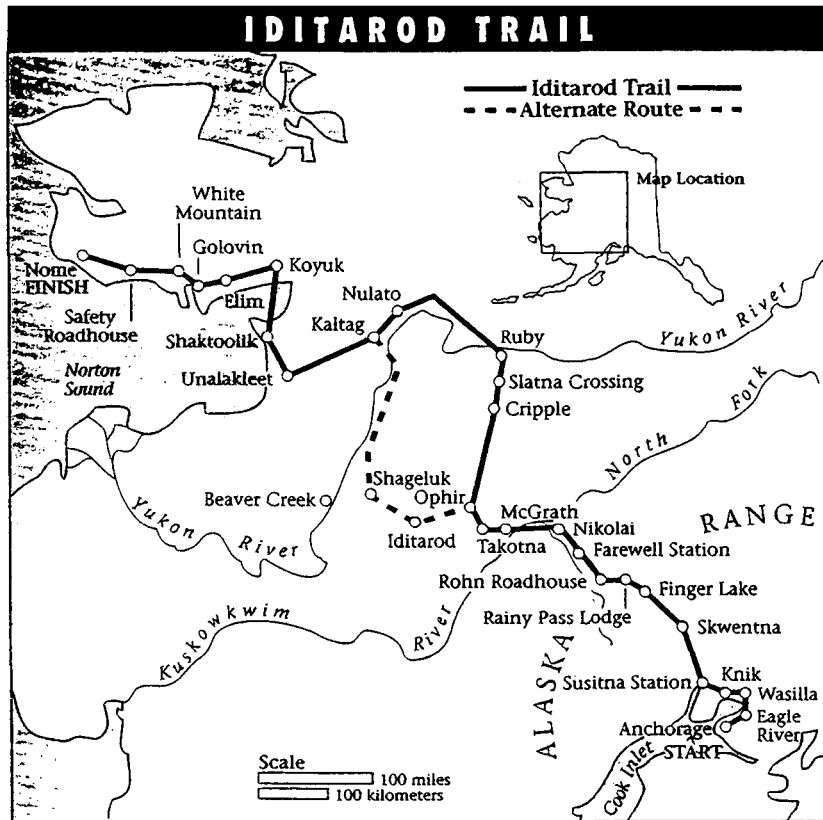 IDITAROD TRAIL
Iditarod Trail
Alternate Route
Map Location
White
Mountain
Golovin
Koyuk
Nome
FINISH
Elim
Nulato
Safety
Roadhouse
Shaktoolik
Kaltag
Ruby
Yukon River
Norton
Sound
Unalakleet
Slatna Crossing
Cripple
North Fork
Shageluk
Beaver Creek
Ophir
McGrath
RANGE
Yukon River
Iditarod
Takotna
Nikolai
Farewell Station
Rohn Roadhouse
Finger Lake
Rainy Pass Lodge
Kuskowkwim River
Skwentna
ALASKA
Susitna Station
Knik
Wasilla
Anchorage
START
Eagle
River
Cook Inlet
Scale
100 miles
100 kilometers